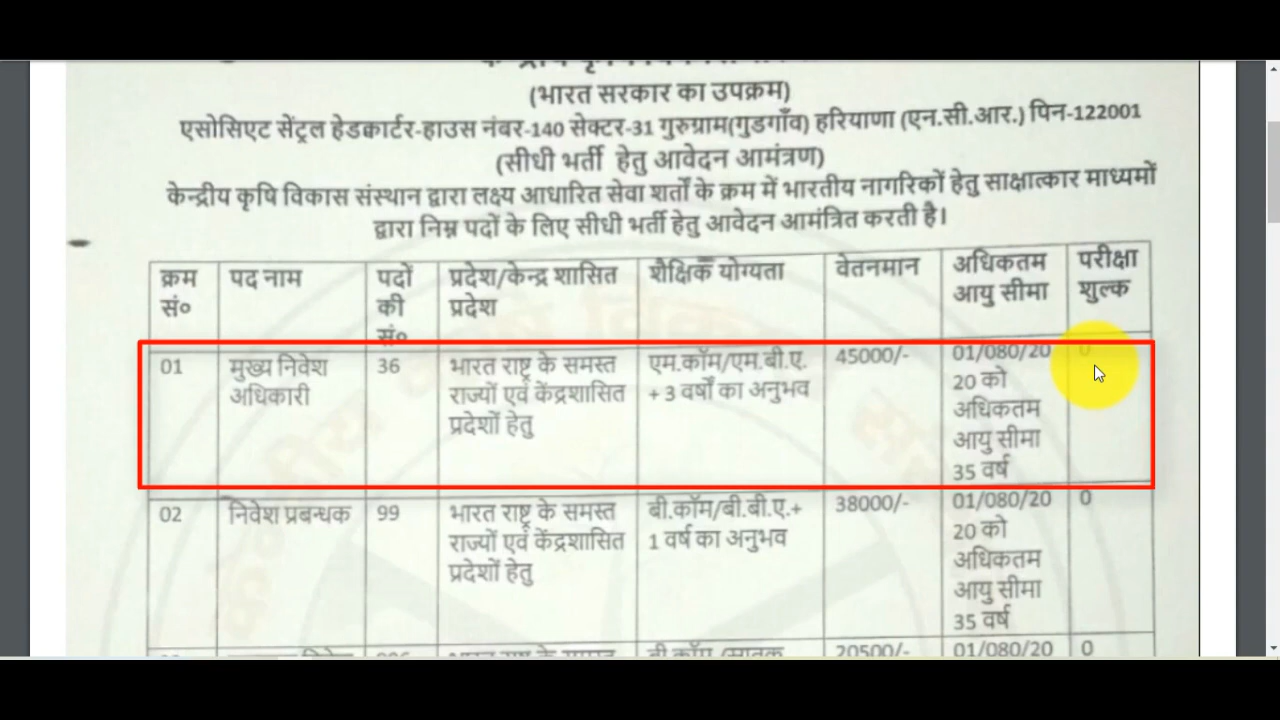 (भारत सरकार का उपक्रम)
एसोसिएट सेंट्रल हेडक्वार्टर-हाउस नंबर-140 सेक्टर-31 गुरुग्राम(गुडगाँव) हरियाणा (एन.सी.आर.) पिन-122001
(सीधी भर्ती हेतु आवेदन आमंत्रण)
केन्द्रीय कृषि विकास संस्थान द्वारा लक्ष्य आधारित सेवा शर्तों के क्रम में भारतीय नागरिकों हेतु साक्षात्कार माध्यमों
द्वारा निम्न पदों के लिए सीधी भर्ती हेतु आवेदन आमंत्रित करती है।
क्रम सं० पद नाम पदों की सं० प्रदेश/केन्द्र शासित प्रदेश शैक्षिक योग्यता वेतनमान अधिकतम आयु सीमा परीक्षा शुल्क
01 मुख्य निवेश अधिकारी 36 भारत राष्ट्र के समस्त राज्यों एवं केंद्रशासित प्रदेशों हेतु एम.कॉम/एम.बी.ए. + 3 वर्षों का अनुभव 45000/- 01/080/20 20 को अधिकतम आयु सीमा 35 वर्ष 0
02 निवेश प्रबन्धक 99 भारत राष्ट्र के समस्त राज्यों एवं केंद्रशासित प्रदेशों हेतु बी.कॉम/बी.बी.ए.+ 1 वर्ष का अनुभव 38000/- 01/080/20 20 को अधिकतम आयु सीमा 35 वर्ष 0
20500/- 01/080/20 0